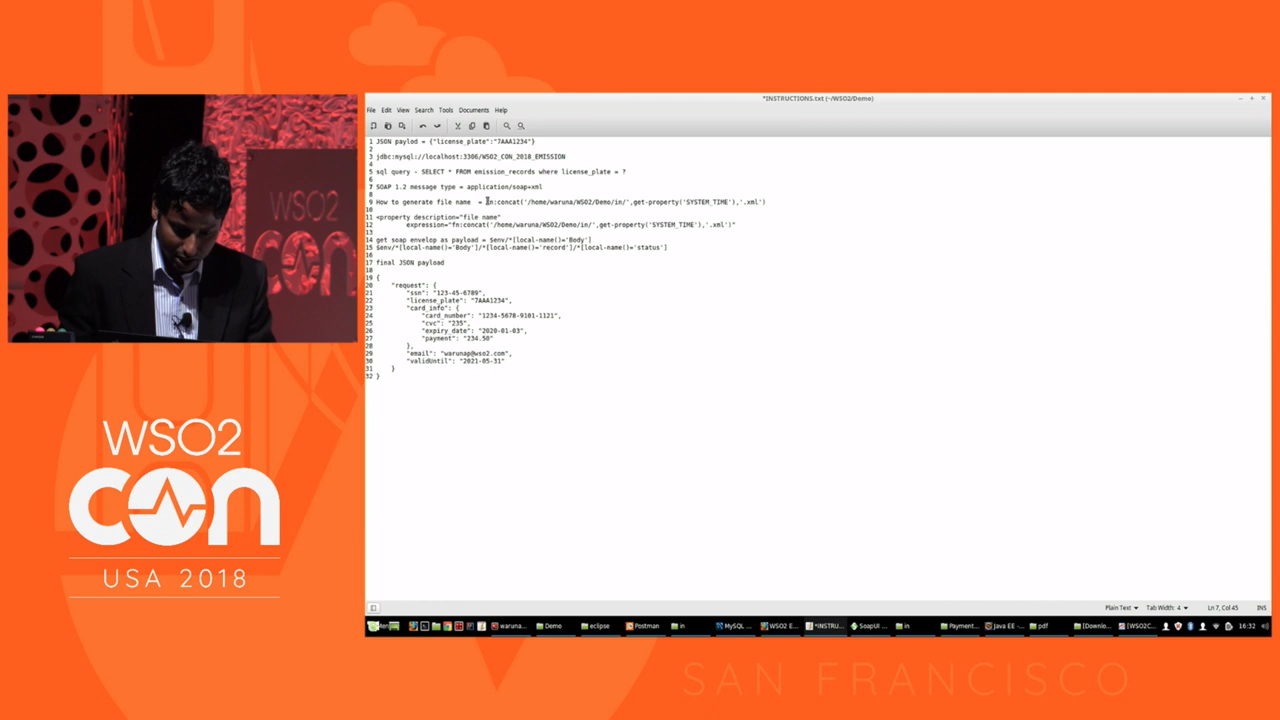 *INSTRUCTIONS.txt (~/WSO2/Demo)
File Edit View Search Tools Documents Help
1 JSON paylod = {"license_plate":"7AAA1234"}
2
3 jdbc:mysql://localhost:3306/WSO2_CON_2018_EMISSION
4
5 sql query - SELECT * FROM emission_records where license_plate = ?
6
7 SOAP 1.2 message type = application/soap+xml
8
9 How to generate file name = fn:concat('/home/waruna/WSO2/Demo/in/',get-property('SYSTEM_TIME'),'.xml')
10
11 <property description="file name"
12 expression="fn:concat('/home/waruna/WSO2/Demo/in/',get-property('SYSTEM_TIME'),'.xml')"
13
14 get soap envelop as payload = $env/*[local-name()='Body']
15 $env/*[local-name()='Body']/*[local-name()='record']/*[local-name()='status']
16
17 final JSON payload
18
19 {
20 "request": {
21 "ssn": "123-45-6789",
22 "license_plate": "7AAA1234",
23 "card_info": {
24 "card_number": "1234-5678-9101-1121",
25 "cvc": "235",
26 "expiry_date": "2020-01-03",
27 "payment": "234.50"
28 },
29 "email": "warunap@wso2.com",
30 "validUntil": "2021-05-31"
31 }
32 }
Plain Text Tab Width: 4 Ln 7, Col 45 INS
Menu waruna... Demo eclipse Postman in MySQL ... WSO2 E... *INSTRU... SoapUI ... in Payment... Java EE -... pdf [Downlo... [WSO2C... 16:32
WSO2
con
WSO2
con
USA 2018
SAN FRANCISCO